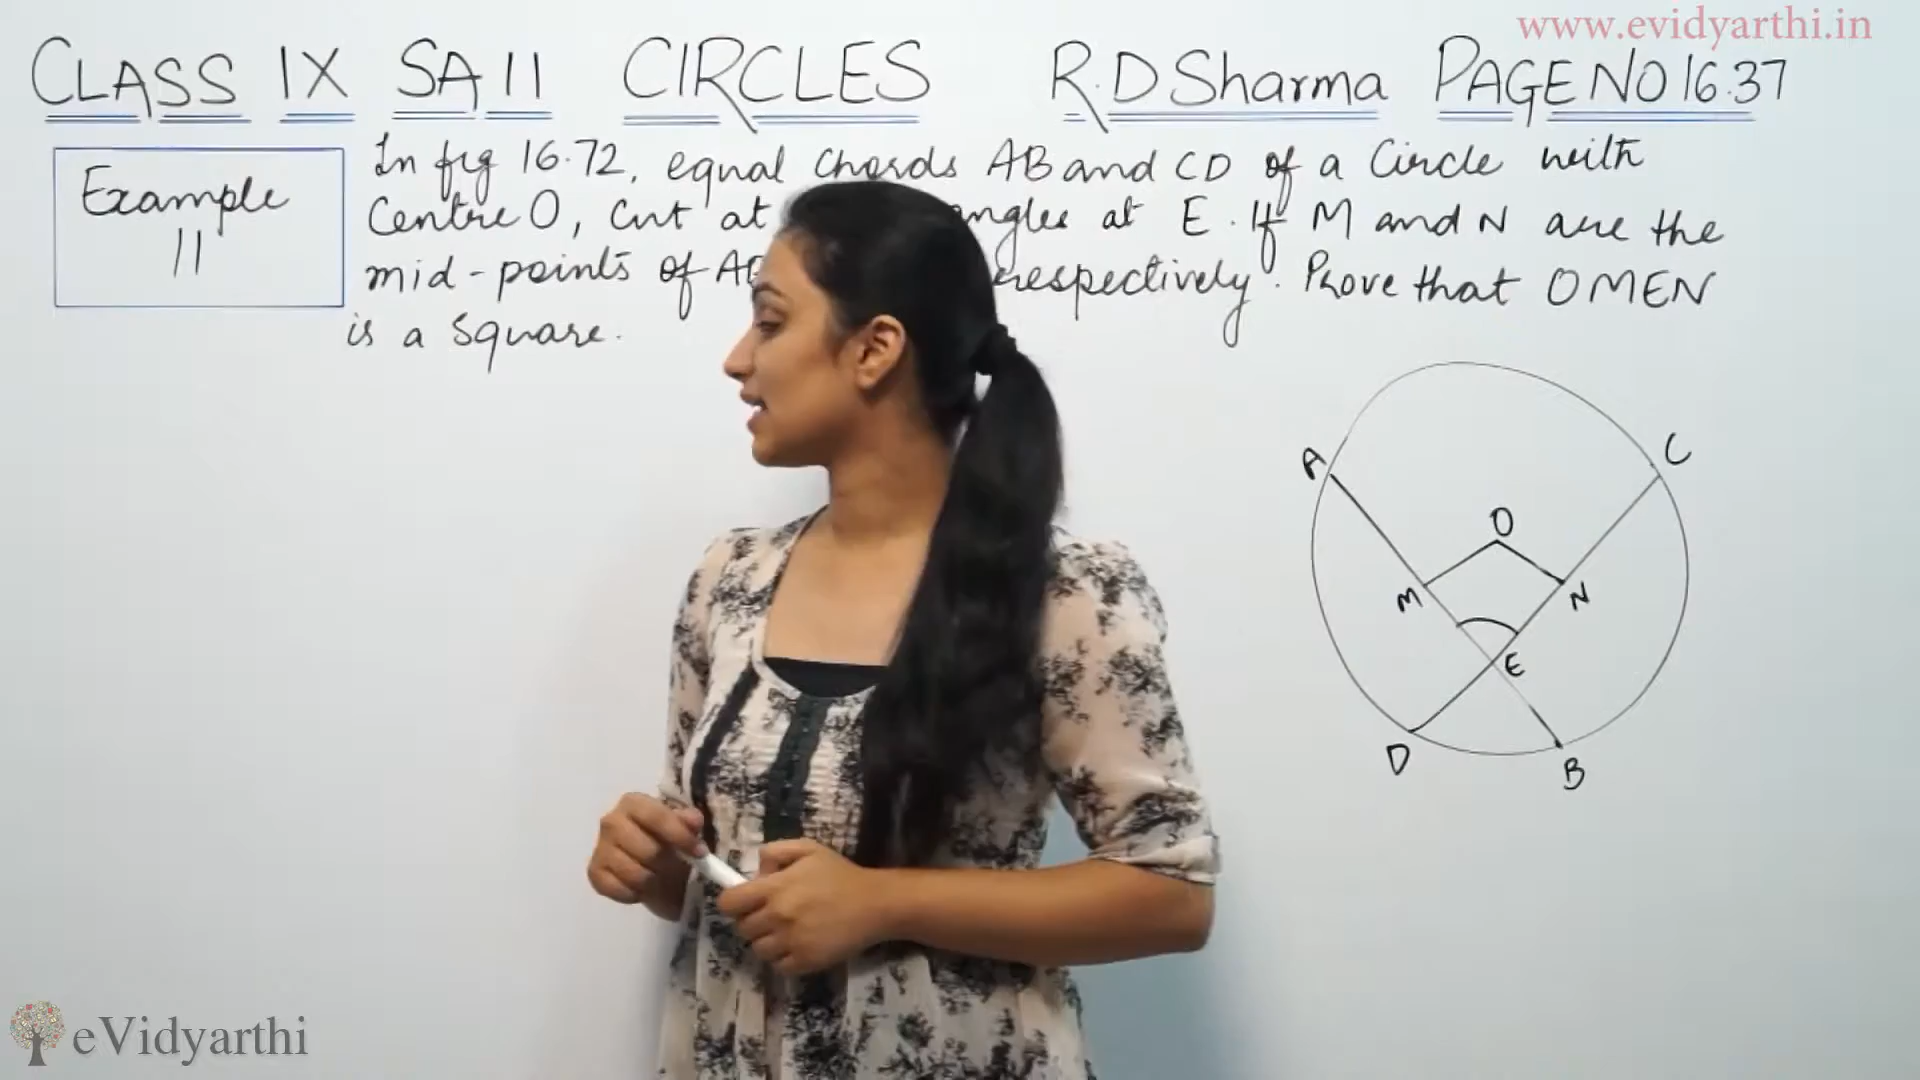 www.evidyarthi.in
CLASS IX SA II CIRCLES R.D Sharma PAGE NO 16.37
Example
11
In fig 16.72, equal chords AB and CD of a Circle with
Centre O, cut at angles at E. If M and N are the
mid-points of respectively. Prove that OMEN
is a square.
A
C
O
M
N
E
D
B
eVidyarthi